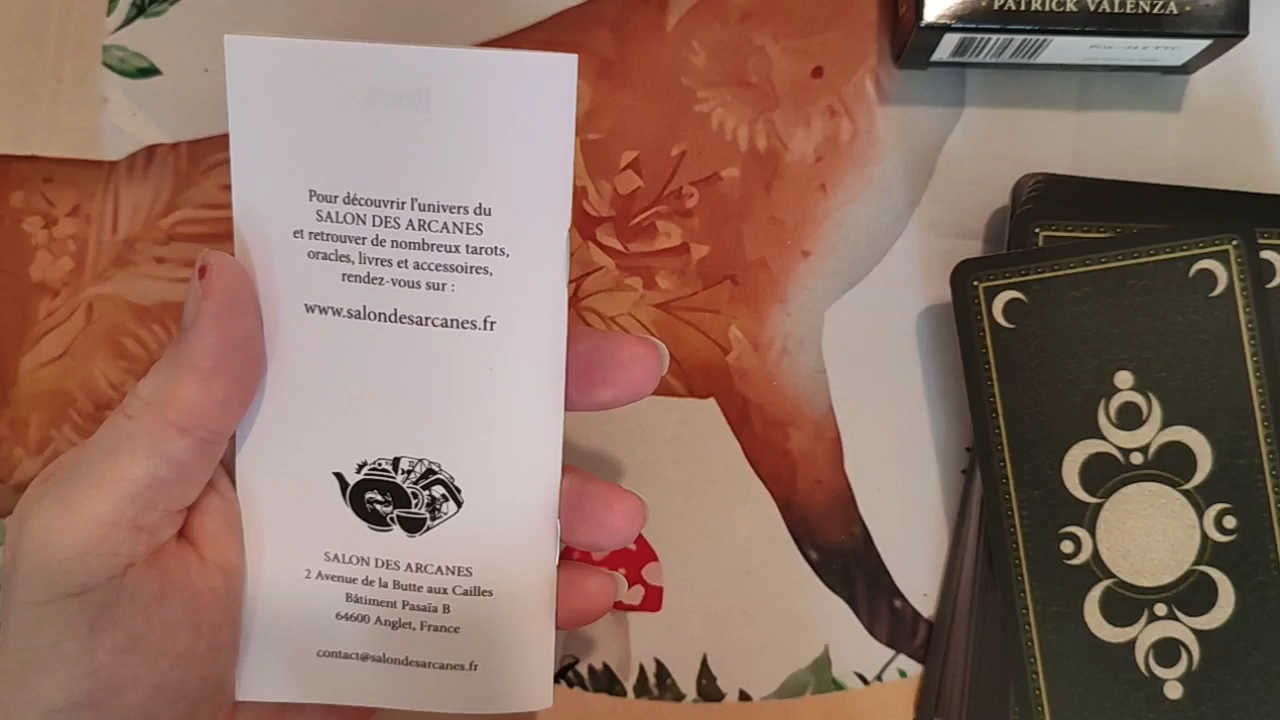 · PATRICK VALENZA ·
Pour découvrir l'univers du
SALON DES ARCANES
et retrouver de nombreux tarots,
oracles, livres et accessoires,
rendez-vous sur :
www.salondesarcanes.fr
SALON DES ARCANES
2 Avenue de la Butte aux Cailles
Bâtiment Pasaïa B
64600 Anglet, France
contact@salondesarcanes.fr